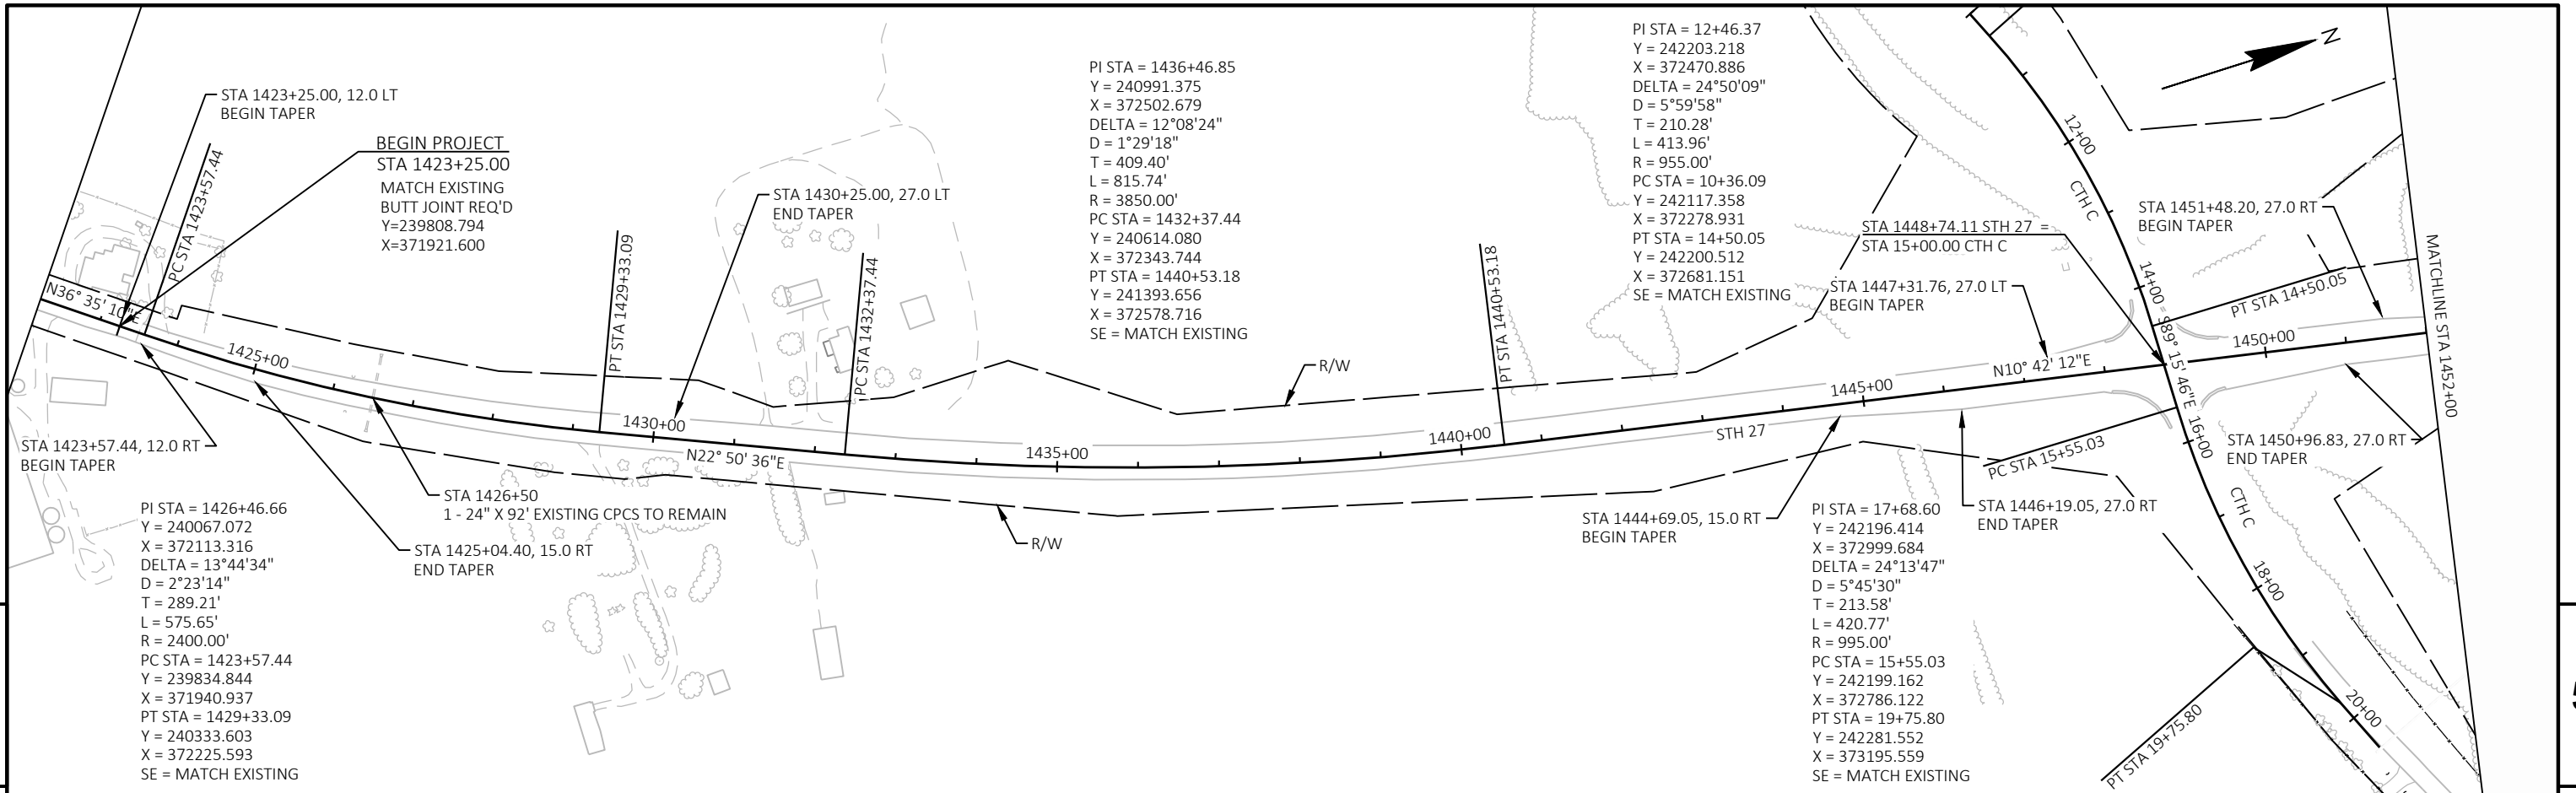 STA 1423+25.00, 12.0 LT
BEGIN TAPER
PC STA 1423+57.44
BEGIN PROJECT
STA 1423+25.00
MATCH EXISTING
BUTT JOINT REQ'D
Y=239808.794
X=371921.600
N36° 35' 10"E
1425+00
STA 1423+57.44, 12.0 RT
BEGIN TAPER
PI STA = 1426+46.66
Y = 240067.072
X = 372113.316
DELTA = 13°44'34"
D = 2°23'14"
T = 289.21'
L = 575.65'
R = 2400.00'
PC STA = 1423+57.44
Y = 239834.844
X = 371940.937
PT STA = 1429+33.09
Y = 240333.603
X = 372225.593
SE = MATCH EXISTING
STA 1426+50
1 - 24" X 92' EXISTING CPCS TO REMAIN
STA 1425+04.40, 15.0 RT
END TAPER
PT STA 1429+33.09
STA 1430+25.00, 27.0 LT
END TAPER
1430+00
N22° 50' 36"E
PC STA 1432+37.44
PI STA = 1436+46.85
Y = 240991.375
X = 372502.679
DELTA = 12°08'24"
D = 1°29'18"
T = 409.40'
L = 815.74'
R = 3850.00'
PC STA = 1432+37.44
Y = 240614.080
X = 372343.744
PT STA = 1440+53.18
Y = 241393.656
X = 372578.716
SE = MATCH EXISTING
R/W
1435+00
R/W
1440+00
PT STA 1440+53.18
PI STA = 12+46.37
Y = 242203.218
X = 372470.886
DELTA = 24°50'09"
D = 5°59'58"
T = 210.28'
L = 413.96'
R = 955.00'
PC STA = 10+36.09
Y = 242117.358
X = 372278.931
PT STA = 14+50.05
Y = 242200.512
X = 372681.151
SE = MATCH EXISTING
STA 1448+74.11 STH 27 =
STA 15+00.00 CTH C
STA 1447+31.76, 27.0 LT
BEGIN TAPER
STH 27
1445+00
N10° 42' 12"E
STA 1444+69.05, 15.0 RT
BEGIN TAPER
PI STA = 17+68.60
Y = 242196.414
X = 372999.684
DELTA = 24°13'47"
D = 5°45'30"
T = 213.58'
L = 420.77'
R = 995.00'
PC STA = 15+55.03
Y = 242199.162
X = 372786.122
PT STA = 19+75.80
Y = 242281.552
X = 373195.559
SE = MATCH EXISTING
STA 1446+19.05, 27.0 RT
END TAPER
PC STA 15+55.03
N
12+00
CTH C
14+00
S89° 15' 46"E
16+00
CTH C
18+00
20+00
PT STA 19+75.80
STA 1451+48.20, 27.0 RT
BEGIN TAPER
PT STA 14+50.05
1450+00
STA 1450+96.83, 27.0 RT
END TAPER
MATCHLINE STA 1452+00